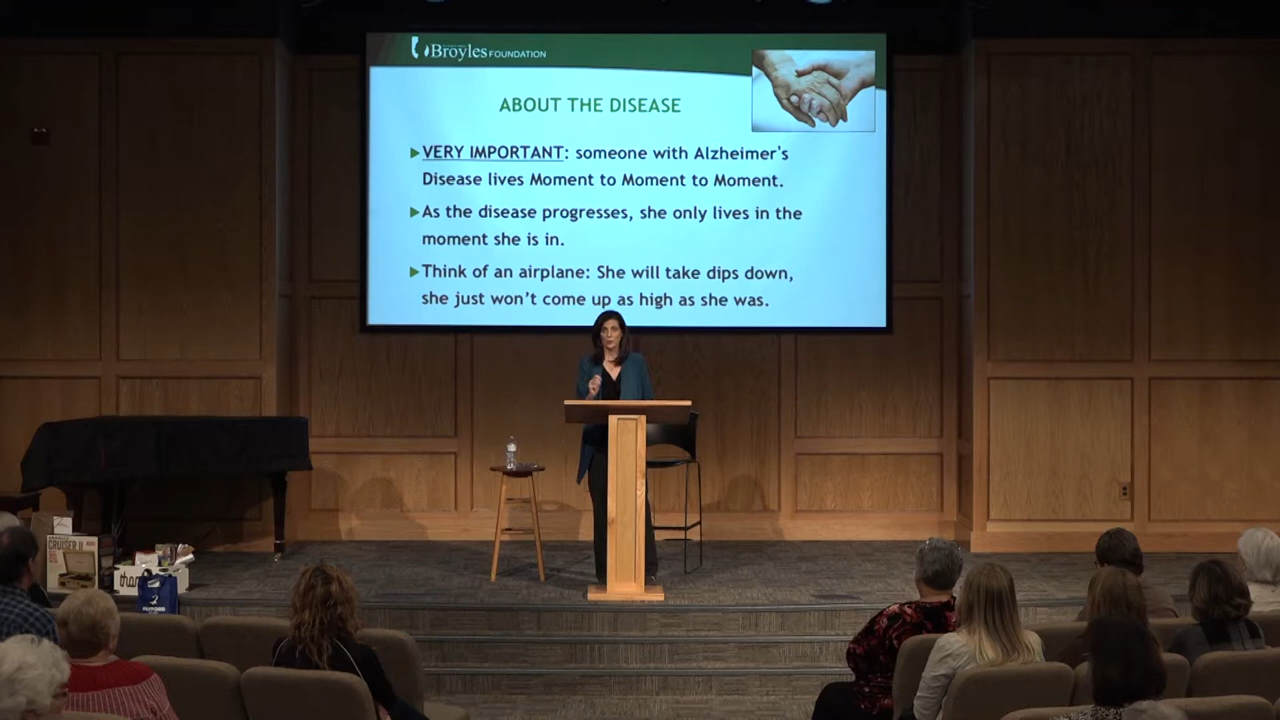 Broyles FOUNDATION
ABOUT THE DISEASE
VERY IMPORTANT: someone with Alzheimer's
Disease lives Moment to Moment to Moment.
As the disease progresses, she only lives in the
moment she is in.
Think of an airplane: She will take dips down,
she just won't come up as high as she was.
CRUISER II
than